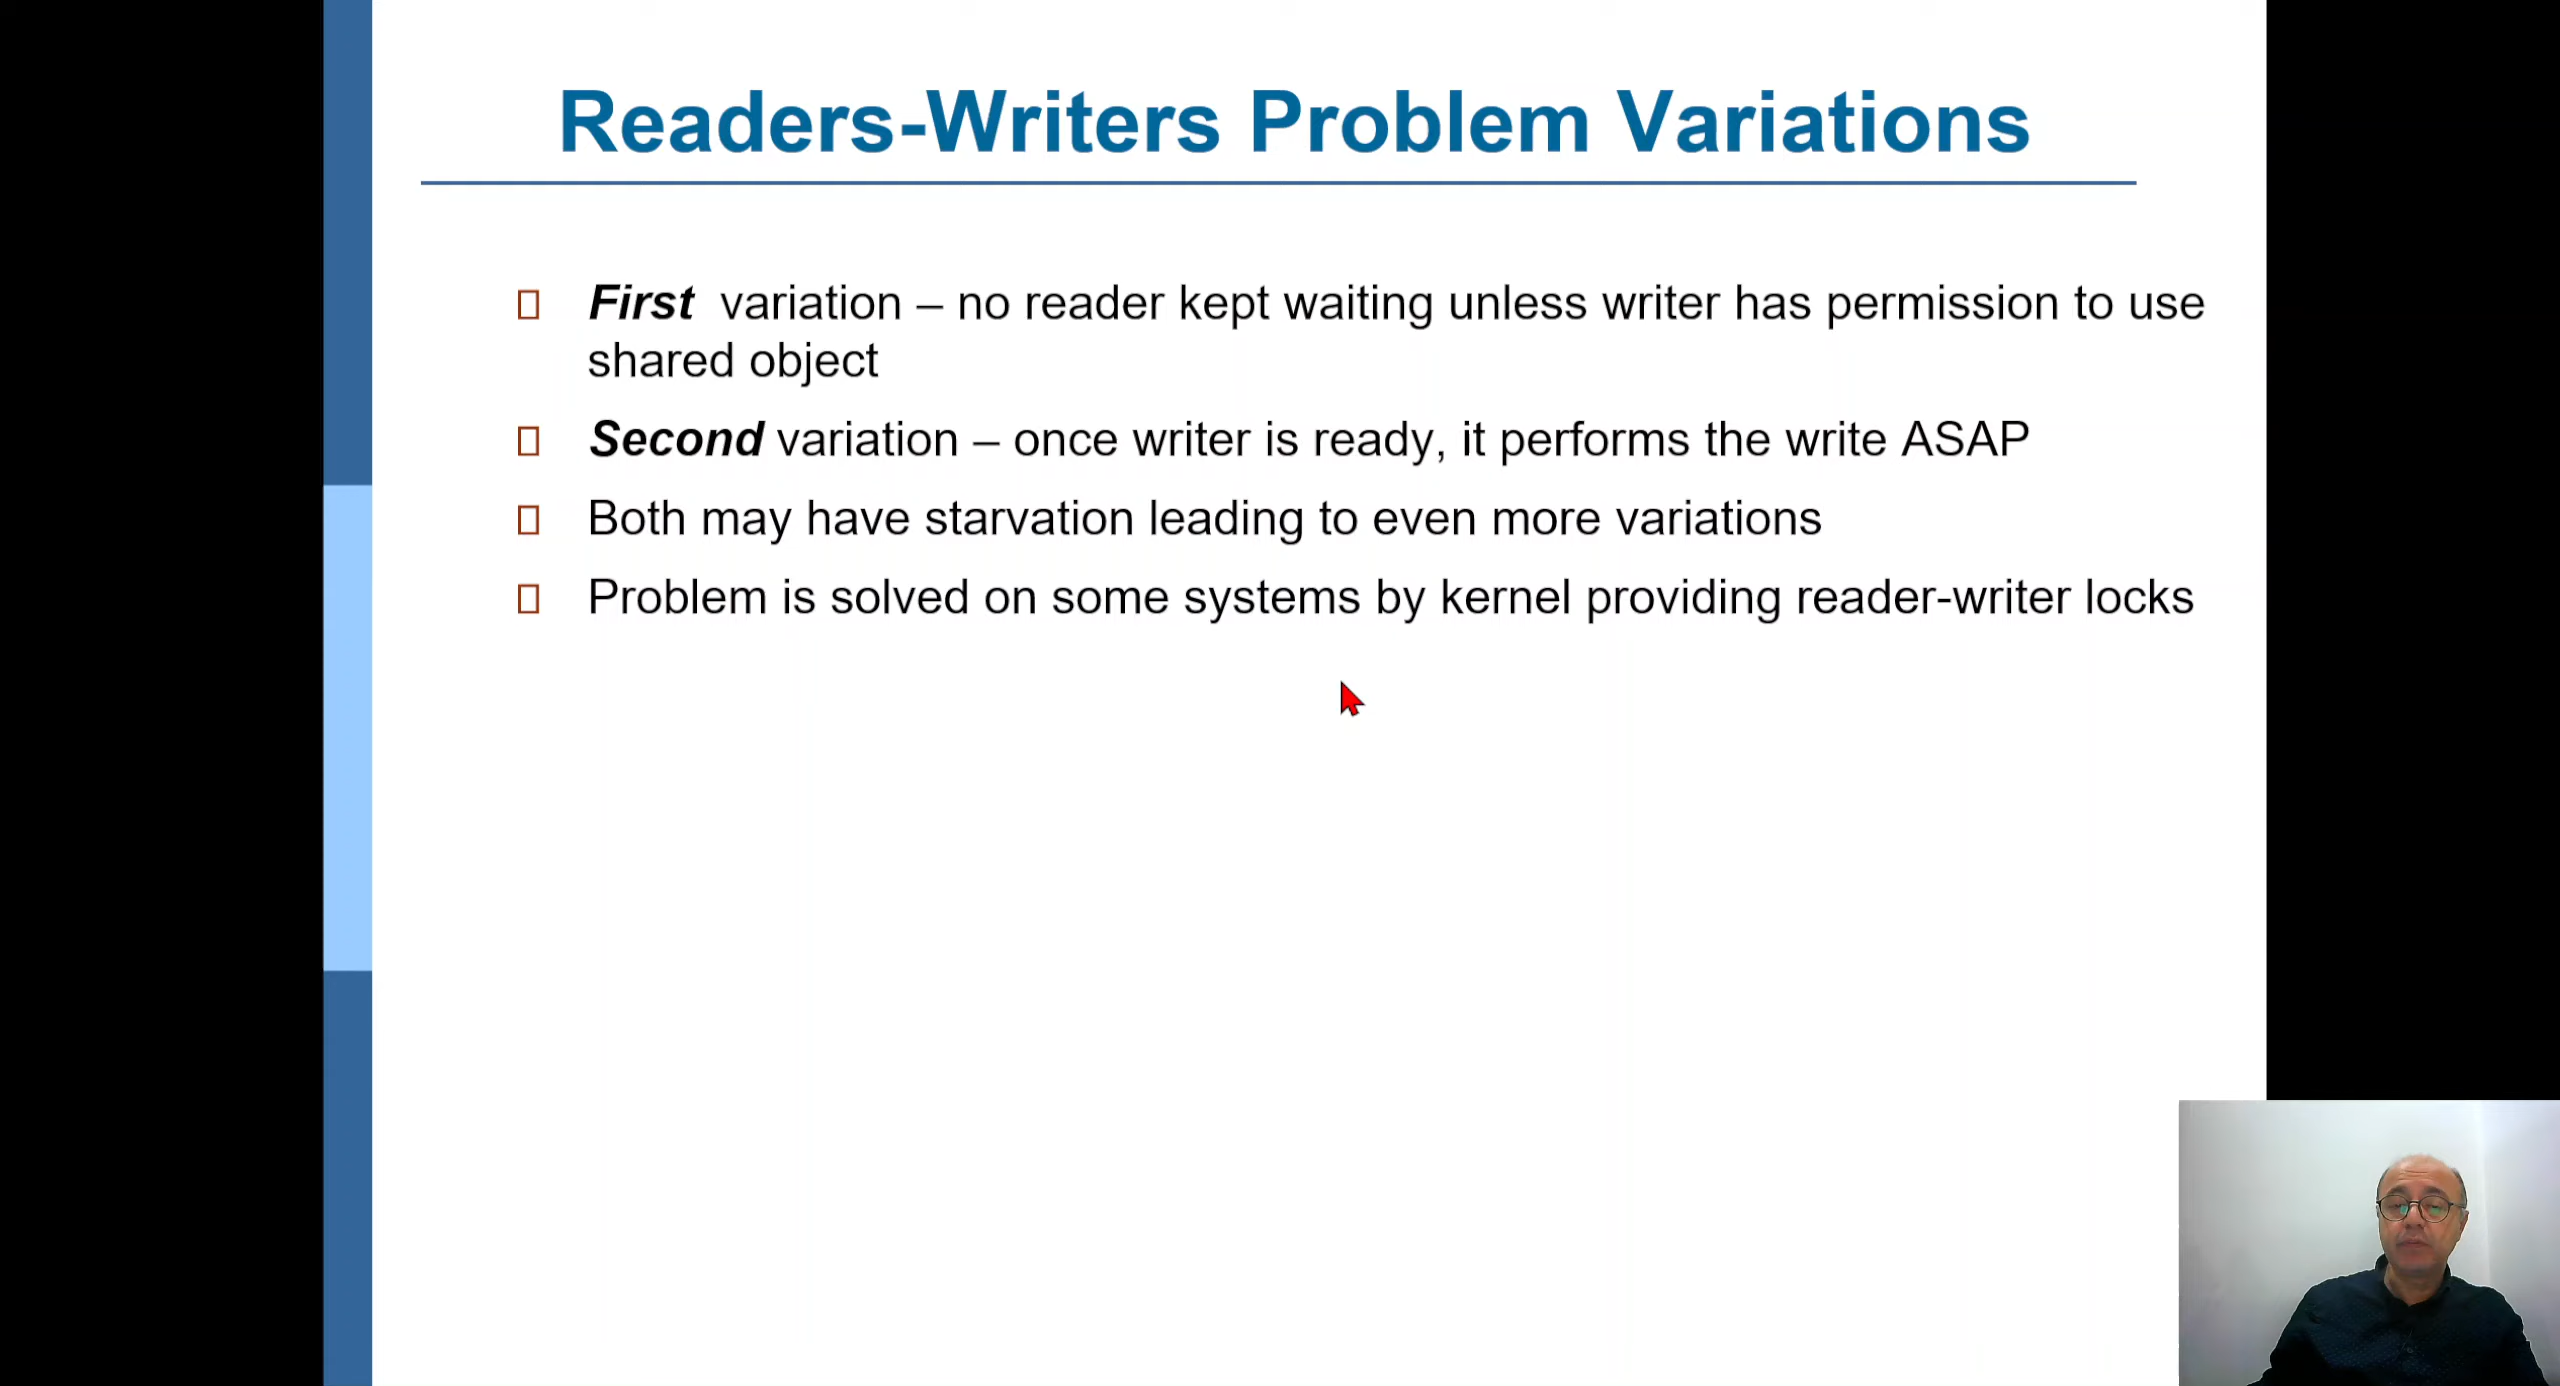 Readers-Writers Problem Variations
First variation – no reader kept waiting unless writer has permission to use
shared object
Second variation – once writer is ready, it performs the write ASAP
Both may have starvation leading to even more variations
Problem is solved on some systems by kernel providing reader-writer locks